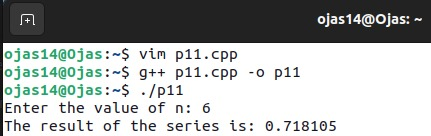 ojas14@Ojas: ~
ojas14@Ojas:~$ vim p11.cpp
ojas14@Ojas:~$ g++ p11.cpp -o p11
ojas14@Ojas:~$ ./p11
Enter the value of n: 6
The result of the series is: 0.718105